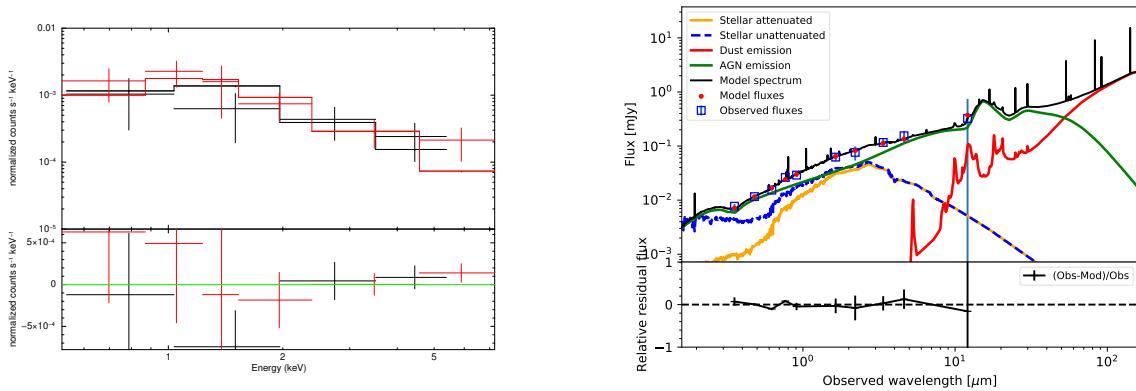 0.01
10⁻³
10⁻⁴
10⁻⁵
normalized counts s⁻¹ keV⁻¹
5×10⁻⁴
0
−5×10⁻⁴
normalized counts s⁻¹ keV⁻¹
1
2
5
Energy (keV)
Stellar attenuated
Stellar unattenuated
Dust emission
AGN emission
Model spectrum
Model fluxes
Observed fluxes
10¹
10⁰
10⁻¹
10⁻²
10⁻³
Flux [mJy]
(Obs-Mod)/Obs
1
0
−1
Relative residual flux
10⁰
10¹
10²
Observed wavelength [μm]